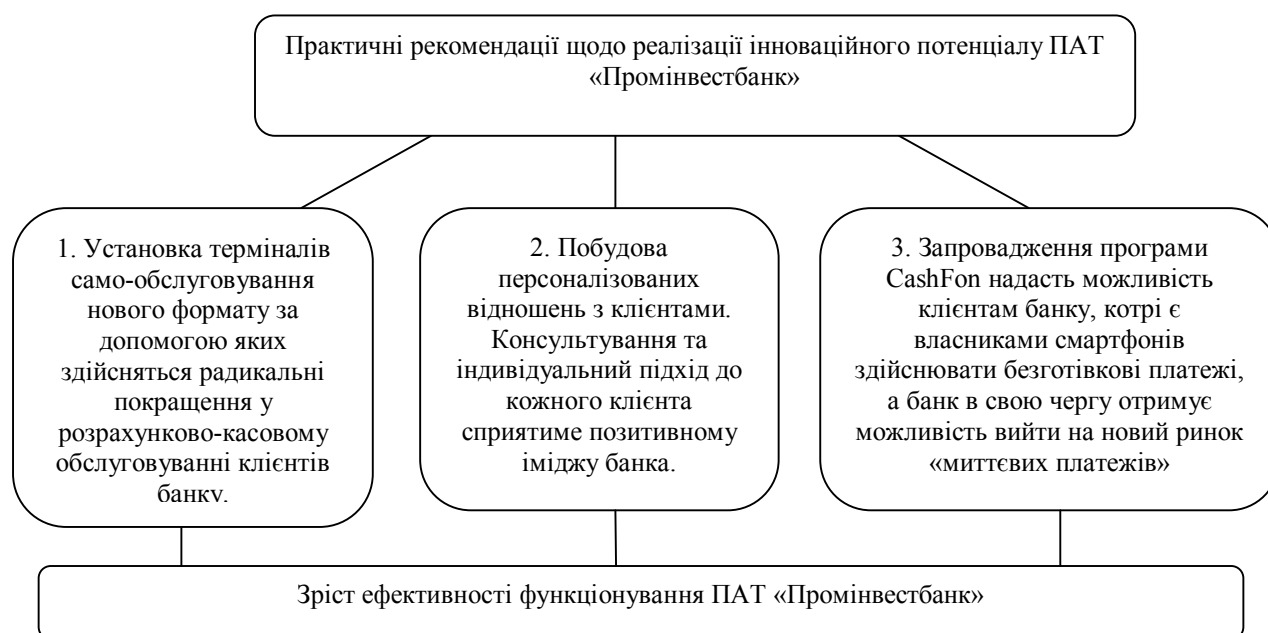 Практичні рекомендації щодо реалізації інноваційного потенціалу ПАТ
«Промінвестбанк»
1. Установка терміналів
само-обслуговування
нового формату за
допомогою яких
здійсняться радикальні
покращення у
розрахунково-касовому
обслуговуванні клієнтів
банку.
2. Побудова
персоналізованих
відношень з клієнтами.
Консультування та
індивідуальний підхід до
кожного клієнта
сприятиме позитивному
іміджу банка.
3. Запровадження програми
CashFon надасть можливість
клієнтам банку, котрі є
власниками смартфонів
здійснювати безготівкові платежі,
а банк в свою чергу отримує
можливість вийти на новий ринок
«миттєвих платежів»
Зріст ефективності функціонування ПАТ «Промінвестбанк»